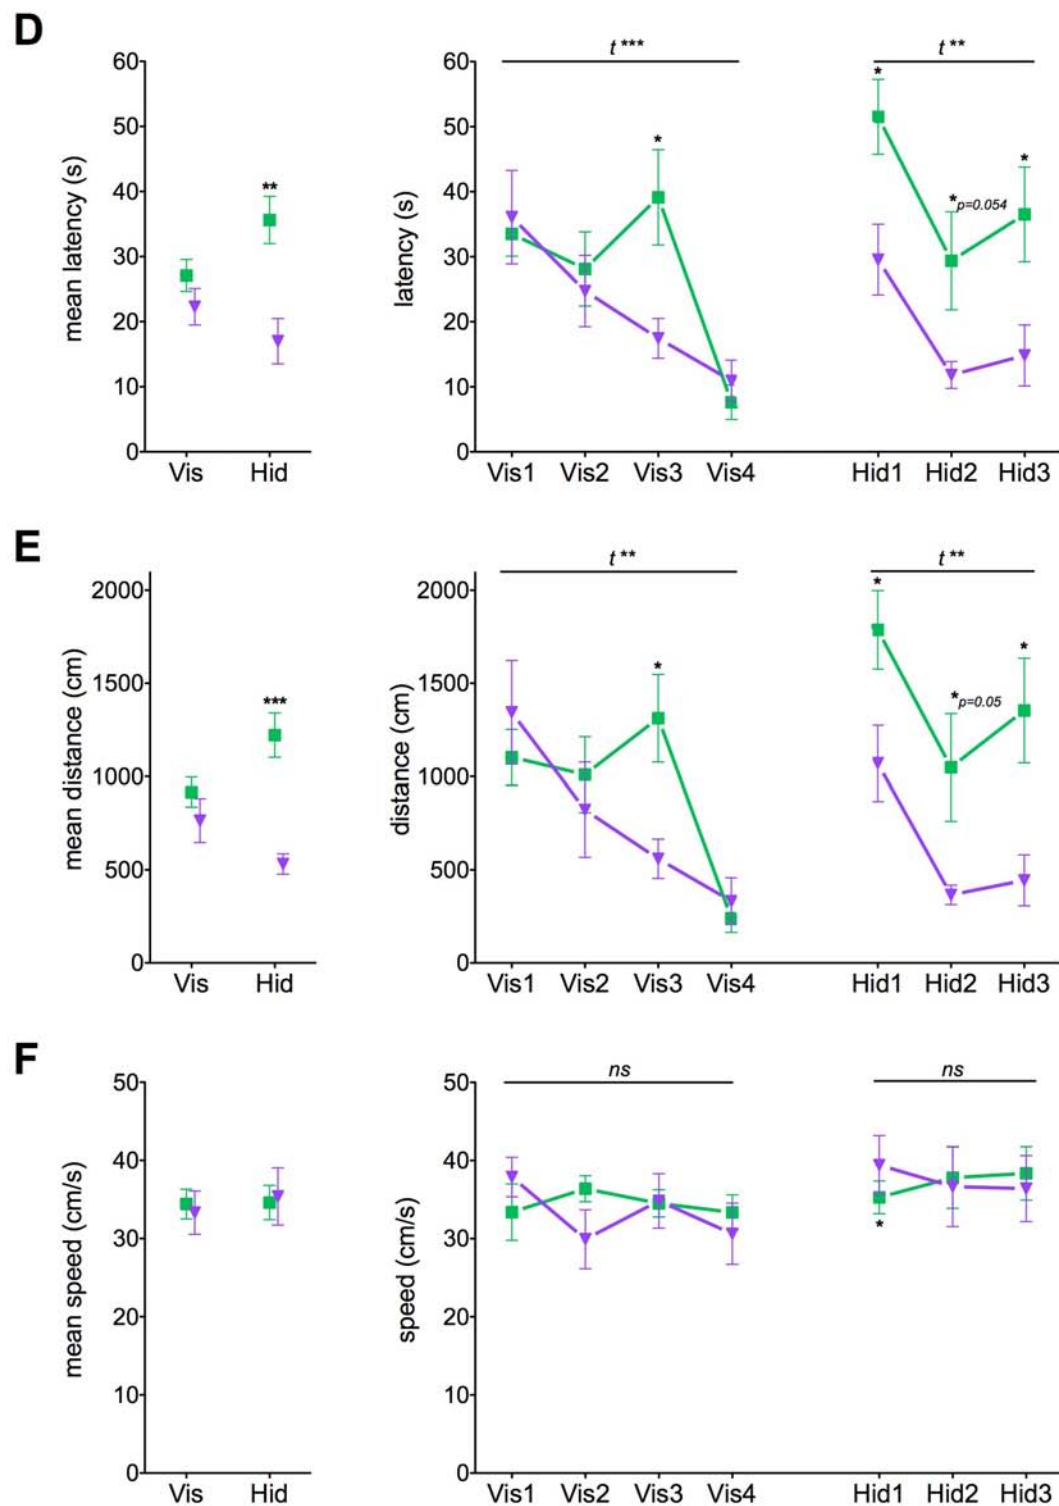 D
t ***
t **
60
50
40
30
20
10
0
mean latency (s)
**
Vis Hid
60
50
40
30
20
10
0
latency (s)
*
*
*
* p=0.054
Vis1 Vis2 Vis3 Vis4 Hid1 Hid2 Hid3
E
t **
t **
2000
1500
1000
500
0
mean distance (cm)
***
Vis Hid
2000
1500
1000
500
0
distance (cm)
*
*
*
* p=0.05
Vis1 Vis2 Vis3 Vis4 Hid1 Hid2 Hid3
F
ns
ns
50
40
30
20
10
0
mean speed (cm/s)
Vis Hid
50
40
30
20
10
0
speed (cm/s)
*
Vis1 Vis2 Vis3 Vis4 Hid1 Hid2 Hid3